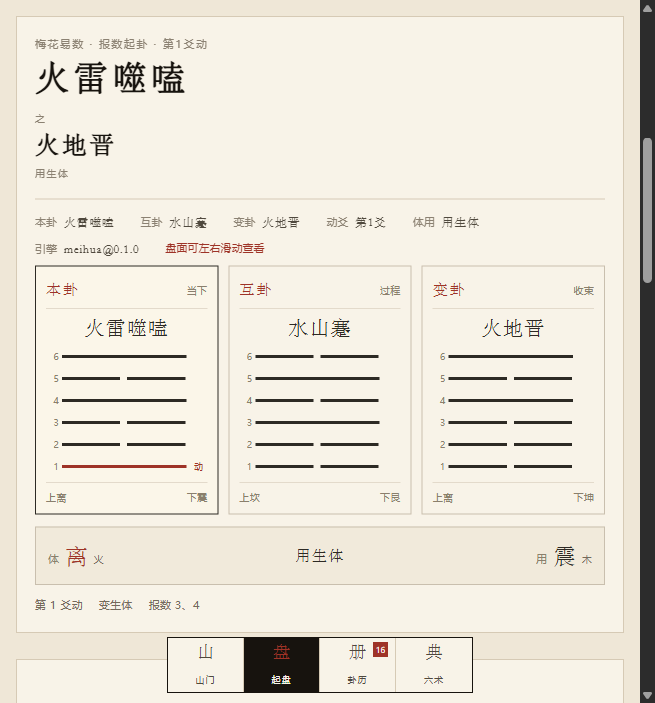 梅花易数 · 报数起卦 · 第1爻动
火雷噬嗑
之
火地晋
用生体
本卦 火雷噬嗑 互卦 水山蹇 变卦 火地晋 动爻 第1爻 体用 用生体
引擎 meihua@0.1.0 盘面可左右滑动查看
本卦 当下
火雷噬嗑
6
5
4
3
2
1 动
上离 下震
互卦 过程
水山蹇
6
5
4
3
2
1
上坎 下艮
变卦 收束
火地晋
6
5
4
3
2
1
上离 下坤
体 离 火 用生体 用 震 木
第 1 爻动 变生体 报数 3、4
山 盘 册 16 典
山门 起盘 卦历 六术